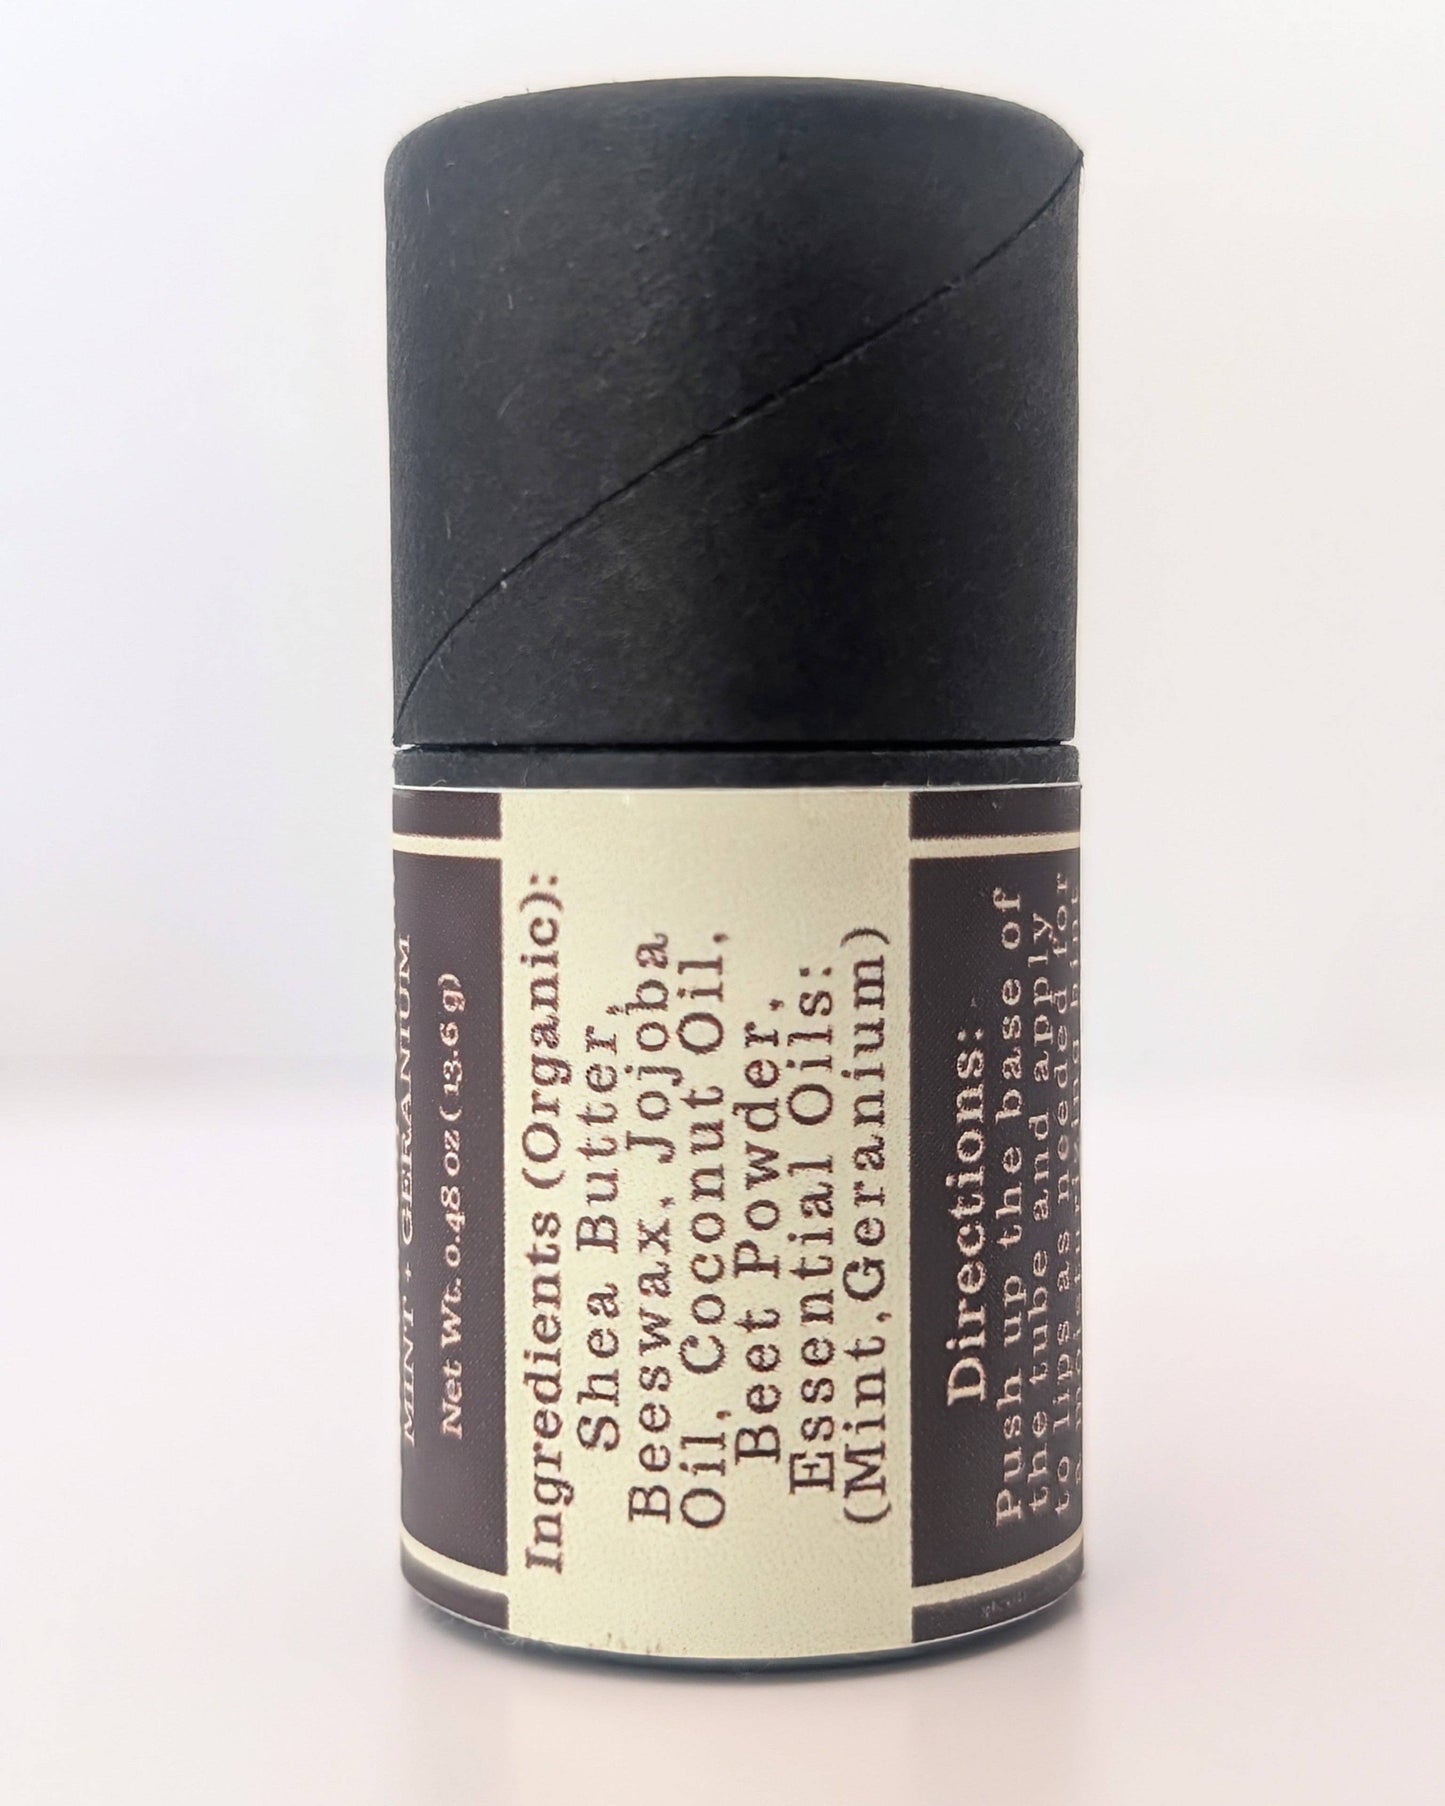 MINT + GERANIUM
Net Wt. 0.48 oz ( 13.6 g)
Ingredients (Organic):
Shea Butter,
Beeswax, Jojoba
Oil, Coconut Oil,
Beet Powder,
Essential Oils:
(Mint,Geranium)
Directions:
Push up the base of
the tube and apply
to lips as needed for